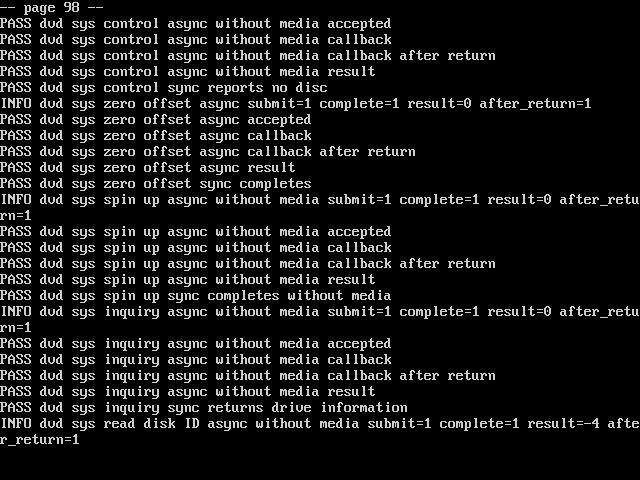 -- page 98 --
PASS dvd sys control async without media accepted
PASS dvd sys control async without media callback
PASS dvd sys control async without media callback after return
PASS dvd sys control async without media result
PASS dvd sys control sync reports no disc
INFO dvd sys zero offset async submit=1 complete=1 result=0 after_return=1
PASS dvd sys zero offset async accepted
PASS dvd sys zero offset async callback
PASS dvd sys zero offset async callback after return
PASS dvd sys zero offset async result
PASS dvd sys zero offset sync completes
INFO dvd sys spin up async without media submit=1 complete=1 result=0 after_retu
rn=1
PASS dvd sys spin up async without media accepted
PASS dvd sys spin up async without media callback
PASS dvd sys spin up async without media callback after return
PASS dvd sys spin up async without media result
PASS dvd sys spin up sync completes without media
INFO dvd sys inquiry async without media submit=1 complete=1 result=0 after_retu
rn=1
PASS dvd sys inquiry async without media accepted
PASS dvd sys inquiry async without media callback
PASS dvd sys inquiry async without media callback after return
PASS dvd sys inquiry async without media result
PASS dvd sys inquiry sync returns drive information
INFO dvd sys read disk ID async without media submit=1 complete=1 result=-4 afte
r_return=1